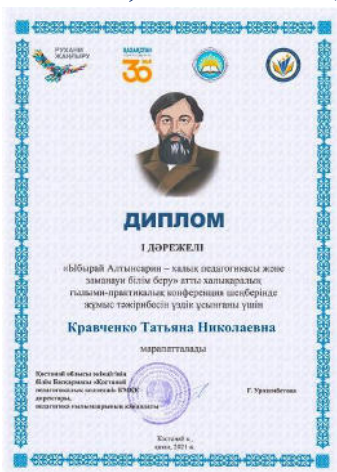 РУХАНИ
ЖАҢҒЫРУ
ҚАЗАҚСТАН
30
ДИПЛОМ
I ДӘРЕЖЕЛІ
«Ыбырай Алтынсарин – халық педагогикасы және
заманауи білім беру» атты халықаралық
ғылыми-практикалық конференция шеңберінде
жұмыс тәжірибесін үздік ұсынғаны үшін
Кравченко Татьяна Николаевна
марапатталады
Қостанай облысы әкімдігінің
білім басқармасы «Қостанай
педагогикалық колледжі» КМҚК
директоры,
педагогика ғылымдарының кандидаты
Қостанай қ.,
2021 ж.